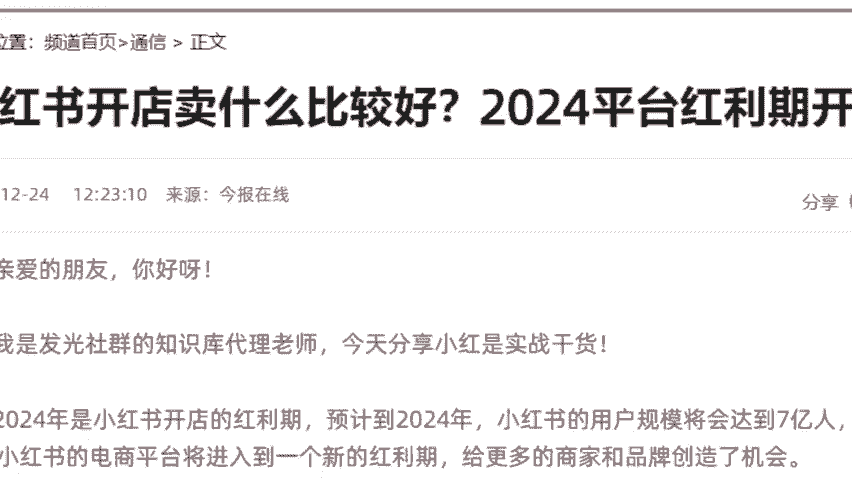 位置：频道首页>通信 > 正文
红书开店卖什么比较好？2024平台红利期开
12-24 12:23:10 来源：今报在线
分享
亲爱的朋友，你好呀！
我是发光社群的知识库代理老师，今天分享小红是实战干货！
2024年是小红书开店的红利期，预计到2024年，小红书的用户规模将会达到7亿人，
小红书的电商平台将进入到一个新的红利期，给更多的商家和品牌创造了机会。